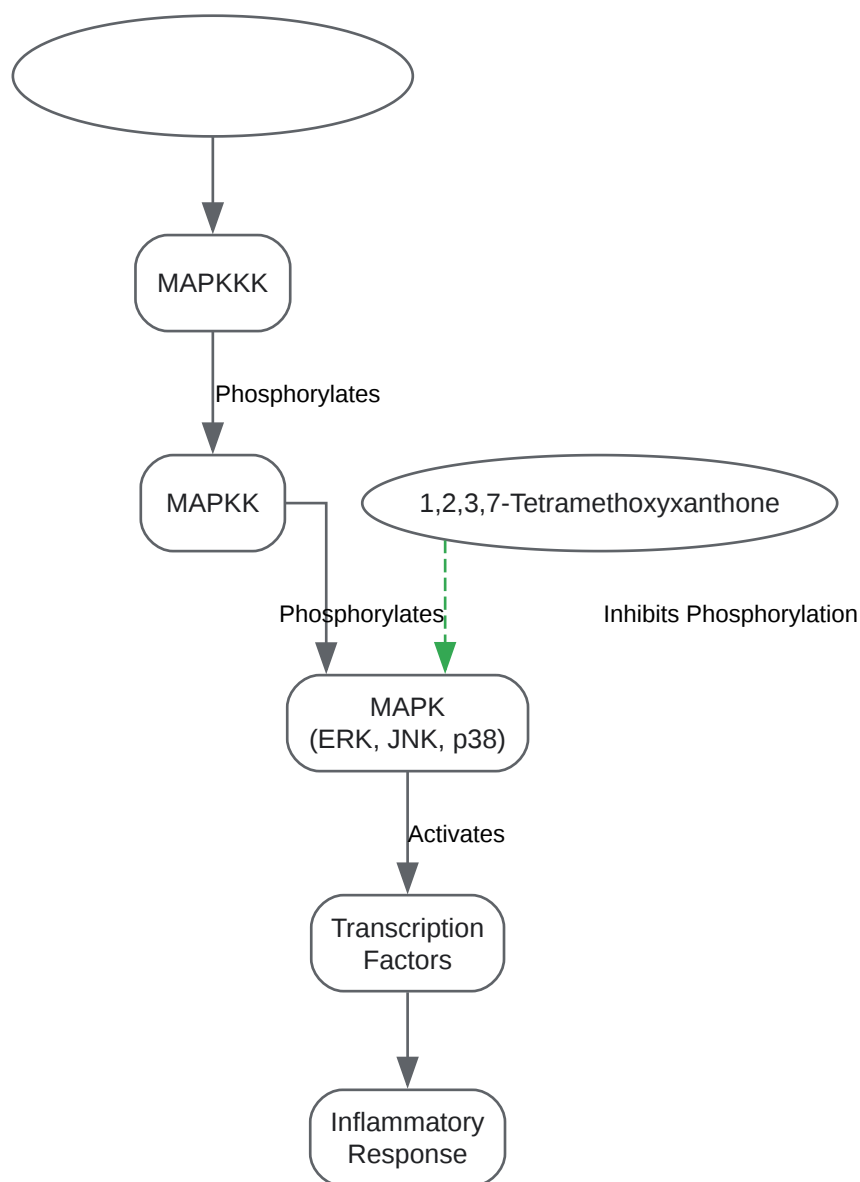 MAPKKK
Phosphorylates
MAPKK
1,2,3,7-Tetramethoxyxanthone
Phosphorylates
Inhibits Phosphorylation
MAPK
(ERK, JNK, p38)
Activates
Transcription
Factors
Inflammatory
Response